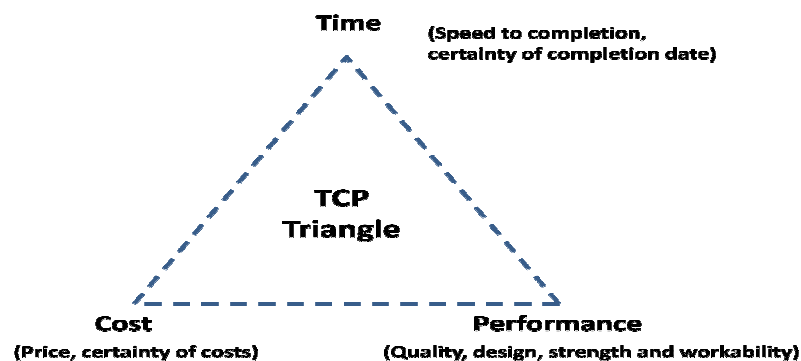 Time
(Speed to completion,
certainty of completion date)
TCP
Triangle
Cost
(Price, certainty of costs)
Performance
(Quality, design, strength and workability)